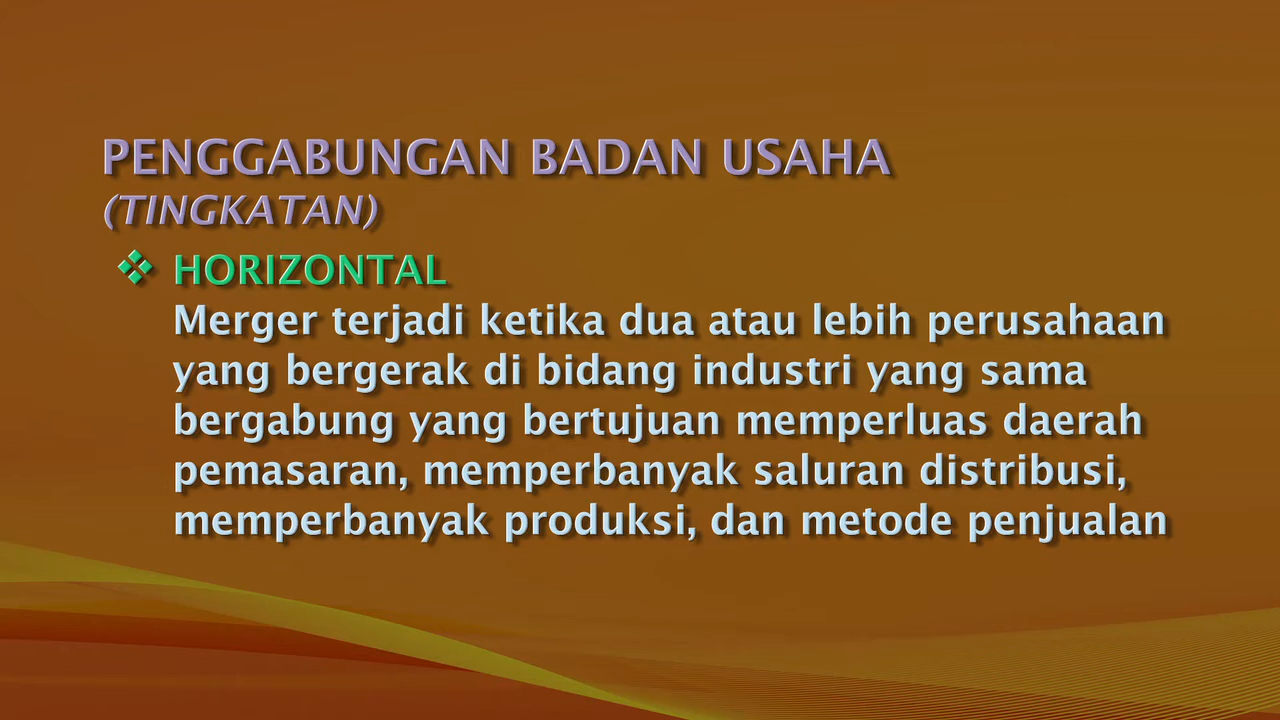 PENGGABUNGAN BADAN USAHA
(TINGKATAN)
❖ HORIZONTAL
Merger terjadi ketika dua atau lebih perusahaan
yang bergerak di bidang industri yang sama
bergabung yang bertujuan memperluas daerah
pemasaran, memperbanyak saluran distribusi,
memperbanyak produksi, dan metode penjualan